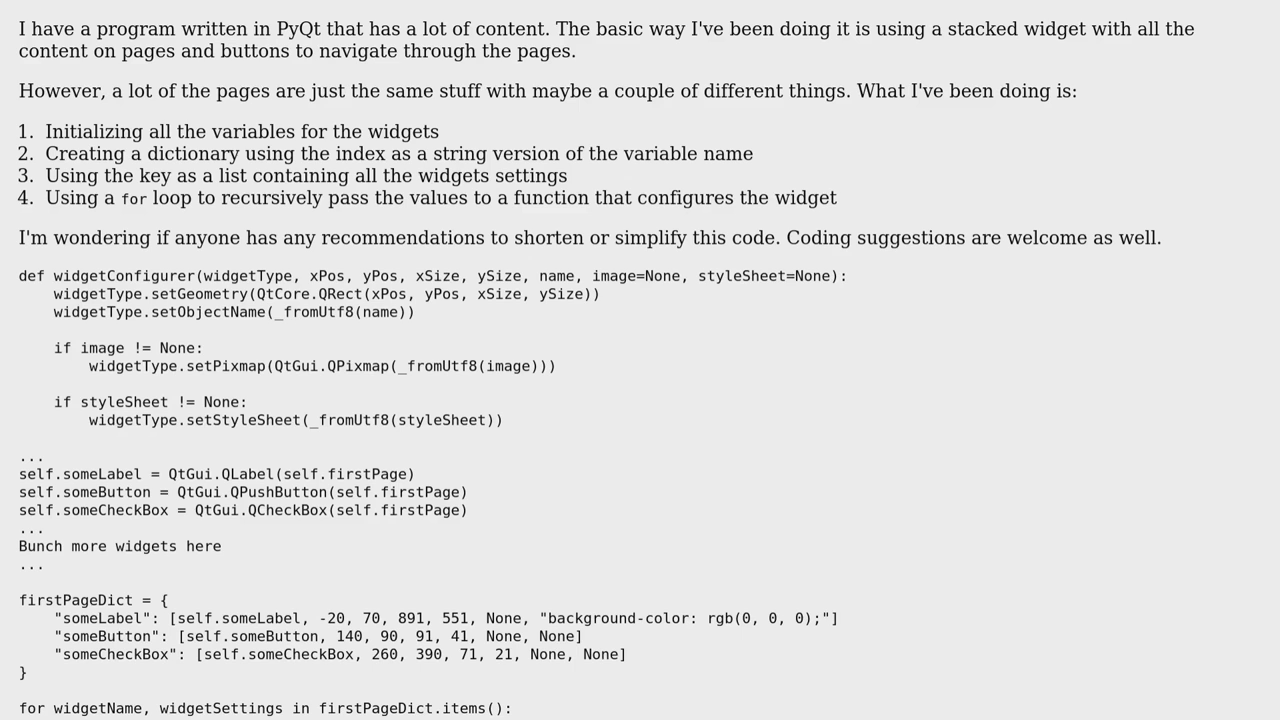 I have a program written in PyQt that has a lot of content. The basic way I've been doing it is using a stacked widget with all the
content on pages and buttons to navigate through the pages.
However, a lot of the pages are just the same stuff with maybe a couple of different things. What I've been doing is:
1. Initializing all the variables for the widgets
2. Creating a dictionary using the index as a string version of the variable name
3. Using the key as a list containing all the widgets settings
4. Using a for loop to recursively pass the values to a function that configures the widget
I'm wondering if anyone has any recommendations to shorten or simplify this code. Coding suggestions are welcome as well.
def widgetConfigurer(widgetType, xPos, yPos, xSize, ySize, name, image=None, styleSheet=None):
    widgetType.setGeometry(QtCore.QRect(xPos, yPos, xSize, ySize))
    widgetType.setObjectName(_fromUtf8(name))
    if image != None:
        widgetType.setPixmap(QtGui.QPixmap(_fromUtf8(image)))
    if styleSheet != None:
        widgetType.setStyleSheet(_fromUtf8(styleSheet))
...
self.someLabel = QtGui.QLabel(self.firstPage)
self.someButton = QtGui.QPushButton(self.firstPage)
self.someCheckBox = QtGui.QCheckBox(self.firstPage)
...
Bunch more widgets here
...
firstPageDict = {
    "someLabel": [self.someLabel, -20, 70, 891, 551, None, "background-color: rgb(0, 0, 0);"]
    "someButton": [self.someButton, 140, 90, 91, 41, None, None]
    "someCheckBox": [self.someCheckBox, 260, 390, 71, 21, None, None]
}
for widgetName, widgetSettings in firstPageDict.items():